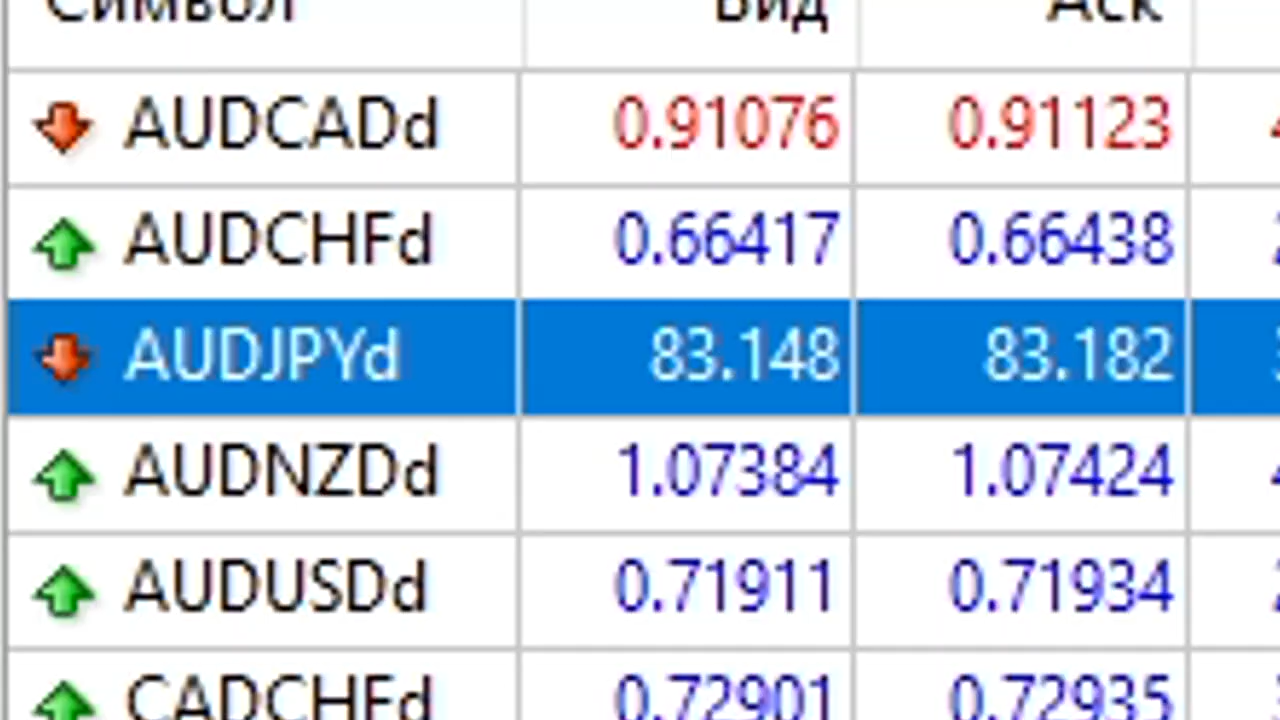 Символ Бид Аск
AUDCADd 0.91076 0.91123
AUDCHFd 0.66417 0.66438
AUDJPYd 83.148 83.182
AUDNZDd 1.07384 1.07424
AUDUSDd 0.71911 0.71934
CADCHFd 0.72901 0.72935